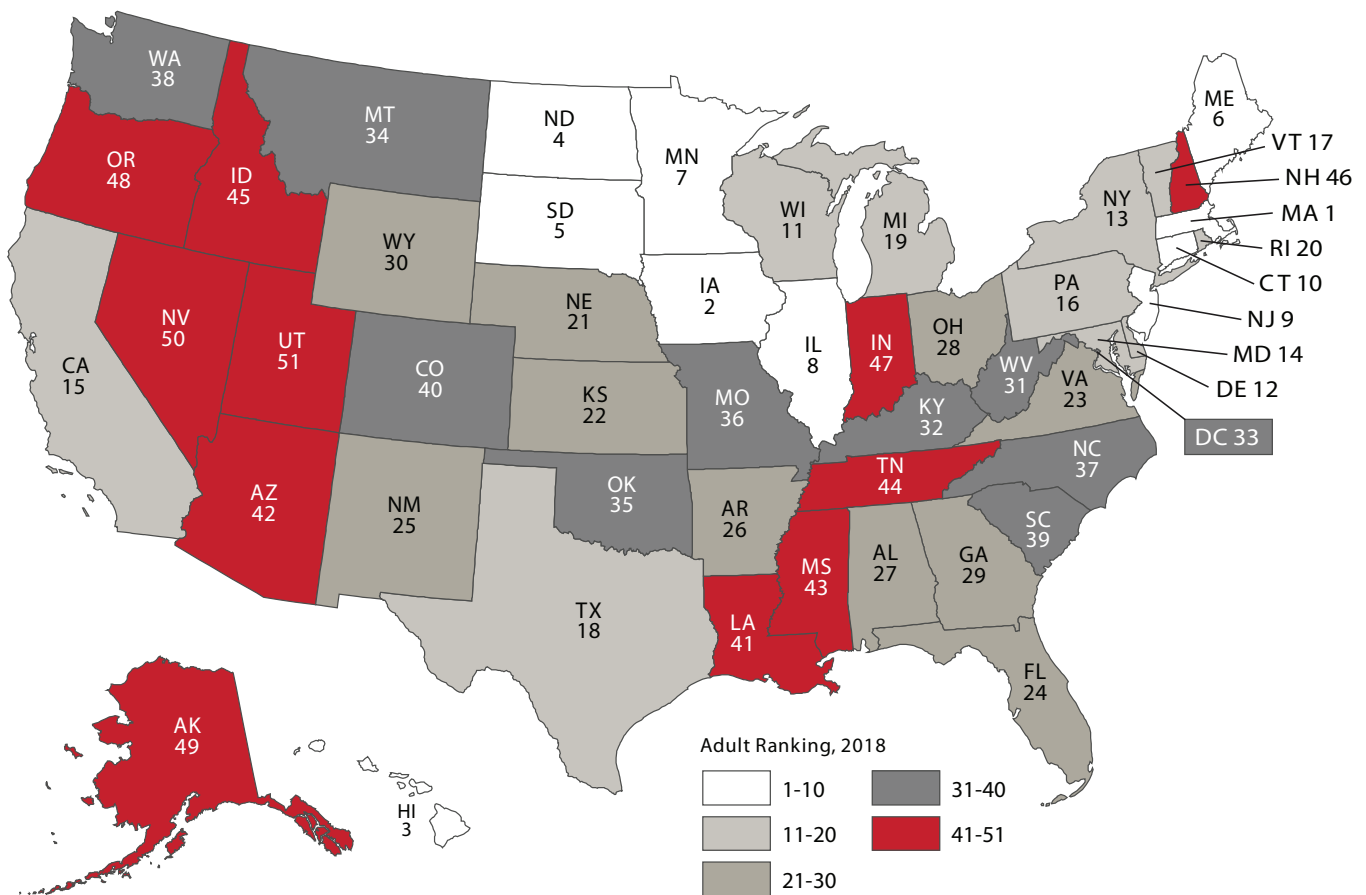 WA
38
MT
34
ND
4
MN
7
ME
6
VT 17
NH 46
MA 1
RI 20
CT 10
NJ 9
MD 14
DE 12
DC 33
OR
48
ID
45
SD
5
WI
11
MI
19
NY
13
WY
30
IA
2
PA
16
NE
21
NV
50
UT
51
IL
8
IN
47
OH
28
CA
15
CO
40
KS
22
MO
36
WV
31
VA
23
KY
32
NC
37
TN
44
AZ
42
NM
25
OK
35
AR
26
SC
39
MS
43
AL
27
GA
29
TX
18
LA
41
FL
24
AK
49
HI
3
Adult Ranking, 2018
1-10
31-40
11-20
41-51
21-30